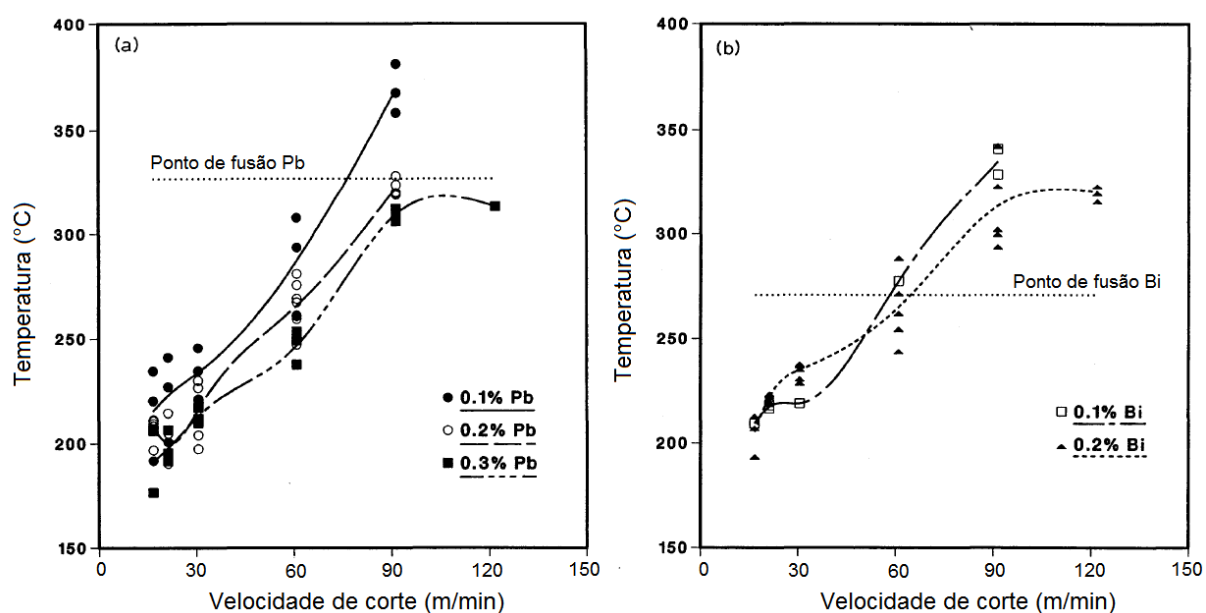 (a)
400
350
300
250
200
150
Temperatura (°C)
Ponto de fusão Pb
0.1% Pb
0.2% Pb
0.3% Pb
0 30 60 90 120 150
Velocidade de corte (m/min)
(b)
400
350
300
250
200
150
Temperatura (°C)
Ponto de fusão Bi
0.1% Bi
0.2% Bi
0 30 60 90 120 150
Velocidade de corte (m/min)